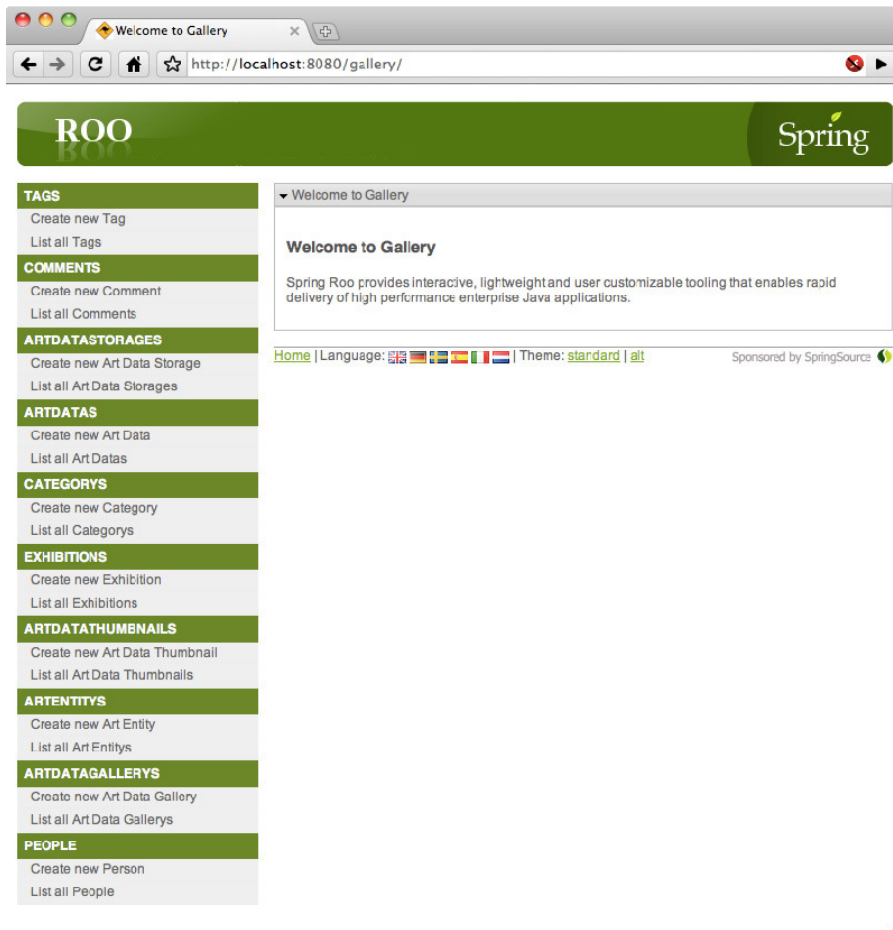 Welcome to Gallery
http://localhost:8080/gallery/
ROO
Spring
TAGS
Create new Tag
List all Tags
COMMENTS
Create new Comment
List all Comments
ARTDATASTORAGES
Create new Art Data Storage
List all Art Data Storages
ARTDATAS
Create new Art Data
List all Art Datas
CATEGORYS
Create new Category
List all Categorys
EXHIBITIONS
Create new Exhibition
List all Exhibitions
ARTDATATHUMBNAILS
Create new Art Data Thumbnail
List all Art Data Thumbnails
ARTENTITYS
Create new Art Entity
List all Art Entitys
ARTDATAGALLERYS
Create new Art Data Gallery
List all Art Data Gallerys
PEOPLE
Create new Person
List all People
Welcome to Gallery
Welcome to Gallery
Spring Roo provides interactive, lightweight and user customizable tooling that enables rapid
delivery of high performance enterprise Java applications.
Home | Language: | Theme: standard | alt
Sponsored by SpringSource